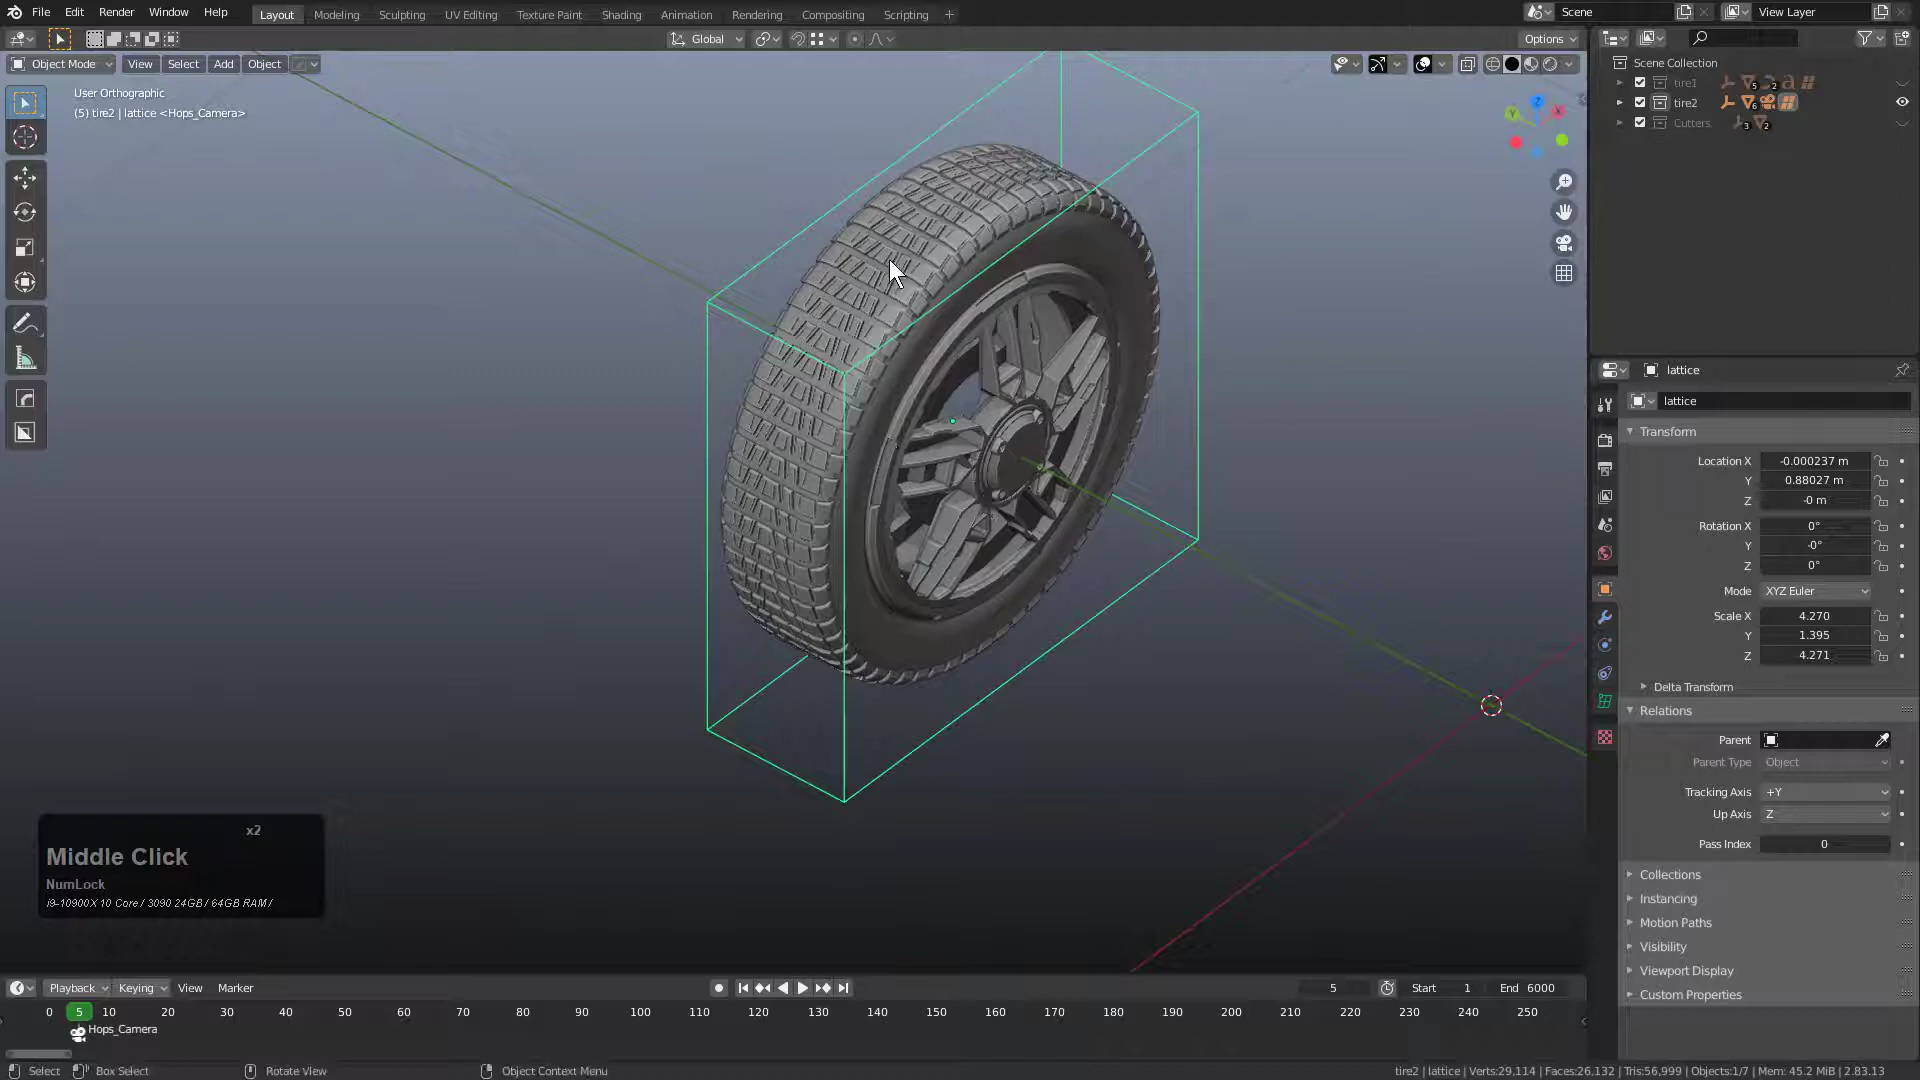 File Edit Render Window Help
Layout Modeling Sculpting UV Editing Texture Paint Shading Animation Rendering Compositing Scripting +
Scene View Layer
Global
Options
Object Mode View Select Add Object
User Orthographic
(5) tire2 | lattice <Hops_Camera>
Scene Collection
tire1 5 2
tire2 6
Cutters 3 2
Z
Y
X
lattice
lattice
Transform
Location X -0.000237 m
Y 0.88027 m
Z -0 m
Rotation X 0°
Y -0°
Z 0°
Mode XYZ Euler
Scale X 4.270
Y 1.395
Z 4.271
Delta Transform
Relations
Parent
Parent Type Object
Tracking Axis +Y
Up Axis Z
Pass Index 0
Collections
Instancing
Motion Paths
Visibility
Viewport Display
Custom Properties
x2
Middle Click
NumLock
i9-10900X 10 Core / 3090 24GB / 64GB RAM /
Playback Keying View Marker
5 Start 1 End 6000
0 5 10 20 30 40 50 60 70 80 90 100 110 120 130 140 150 160 170 180 190 200 210 220 230 240 250
Hops_Camera
Select Box Select Rotate View Object Context Menu
tire2 | lattice | Verts:29,114 | Faces:26,132 | Tris:56,999 | Objects:1/7 | Mem: 45.2 MiB | 2.83.13